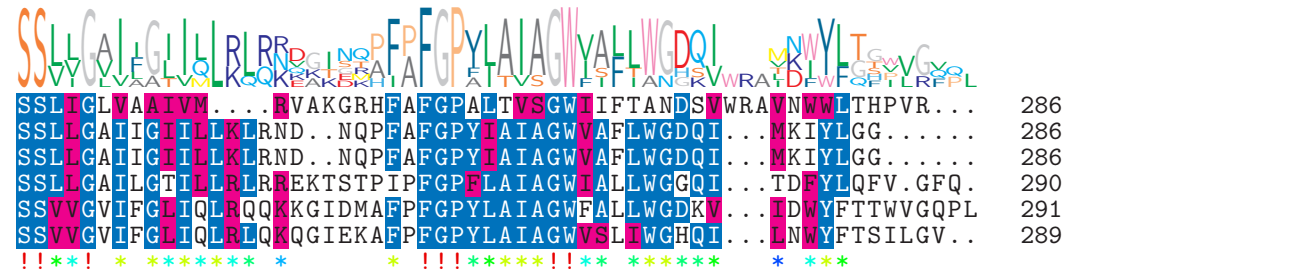 SSLIGLVAAIVM....RVAKGRHFAFGPALTVSGWIIFTANDSVWRAVNWWLTHPVR... 286
SSLLGAIIGIILLKLRND..NQPFAFGPYIAIAGWVAFLWGDQI...MKIYLGG...... 286
SSLLGAIIGIILLKLRND..NQPFAFGPYIAIAGWVAFLWGDQI...MKIYLGG...... 286
SSLLGAILGTILLRLRREKTSTPIPFGPFLAIAGWIALLWGGQI...TDFYLQFV.GFQ. 290
SSVVGVIFGLIQLRQQKKGIDMAFPFGPYLAIAGWFALLWGDKV...IDWYFTTWVGQPL 291
SSVVGVIFGLIQLRLQKQGIEKAFPFGPYLAIAGWVSLIWGHQI...LNWYFTSILGV.. 289
!!**! * ******* * * !!!*****!!** ****** * ***